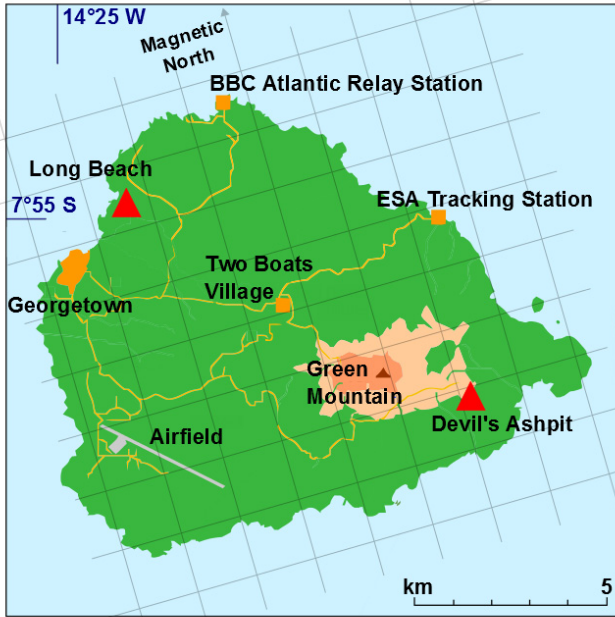 14°25 W
Magnetic
North
BBC Atlantic Relay Station
Long Beach
ESA Tracking Station
7°55 S
Two Boats
Village
Georgetown
Green
Mountain
Devil's Ashpit
Airfield
km 5